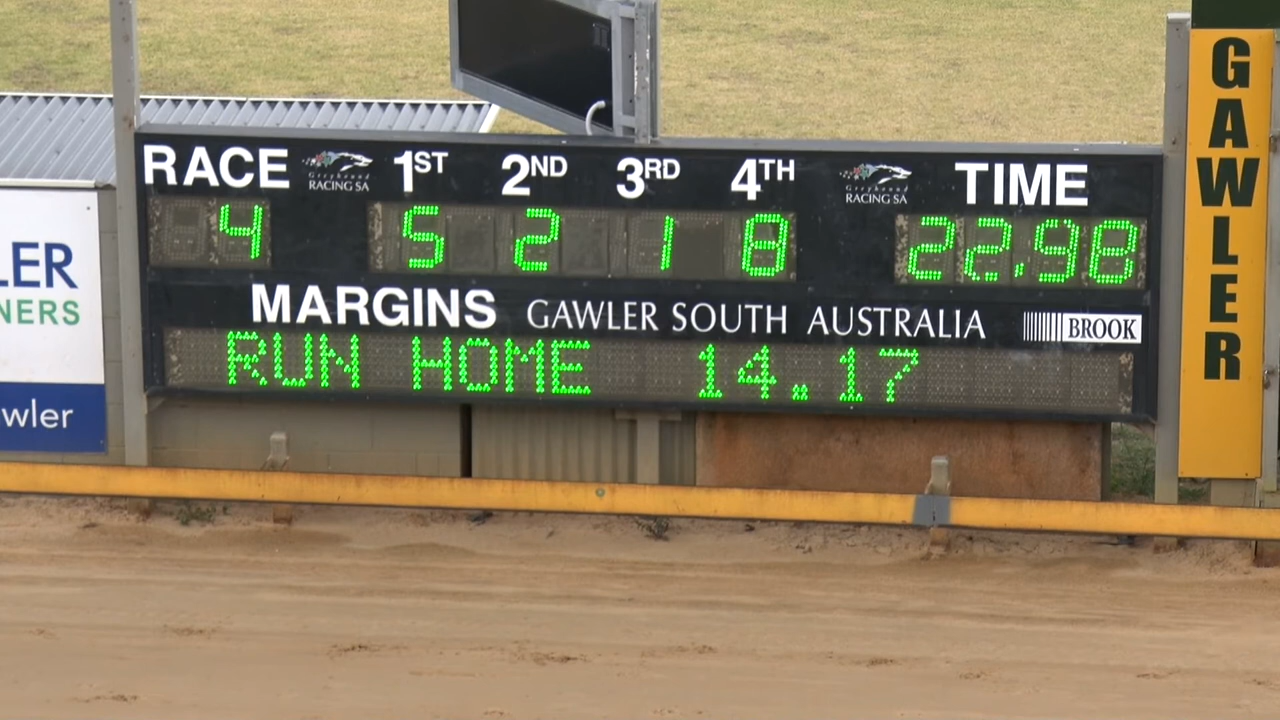 RACE
Greyhound
RACING SA
1ST 2ND 3RD 4TH
Greyhound
RACING SA
TIME
4 5 2 1 8 22.98
MARGINS GAWLER SOUTH AUSTRALIA BROOK
RUN HOME 14.17
GAWLER
LER
NERS
wler